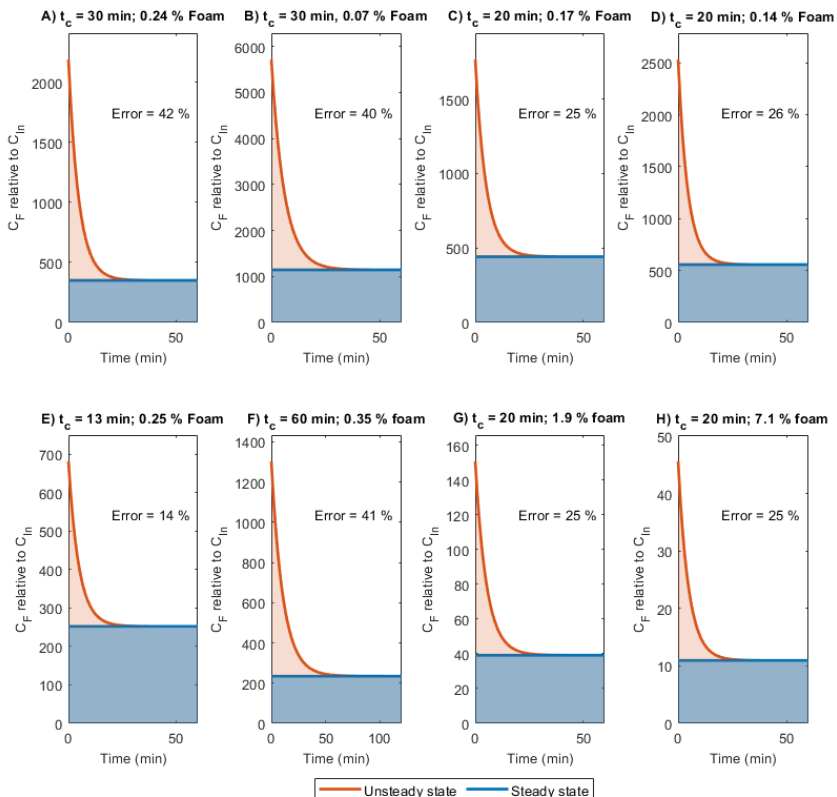 A) t_c = 30 min; 0.24 % Foam
C_F relative to C_In
2000
1500
1000
500
0
Error = 42 %
0
50
Time (min)
B) t_c = 30 min, 0.07 % Foam
C_F relative to C_In
6000
5000
4000
3000
2000
1000
0
Error = 40 %
0
50
Time (min)
C) t_c = 20 min; 0.17 % Foam
C_F relative to C_In
1500
1000
500
0
Error = 25 %
0
50
Time (min)
D) t_c = 20 min; 0.14 % Foam
C_F relative to C_In
2500
2000
1500
1000
500
0
Error = 26 %
0
50
Time (min)
E) t_c = 13 min; 0.25 % Foam
C_F relative to C_In
700
600
500
400
300
200
100
0
Error = 14 %
0
50
Time (min)
F) t_c = 60 min; 0.35 % foam
C_F relative to C_In
1400
1200
1000
800
600
400
200
0
Error = 41 %
0
50
100
Time (min)
G) t_c = 20 min; 1.9 % foam
C_F relative to C_In
160
140
120
100
80
60
40
20
0
Error = 25 %
0
50
Time (min)
H) t_c = 20 min; 7.1 % foam
C_F relative to C_In
50
40
30
20
10
0
Error = 25 %
0
50
Time (min)
Unsteady state
Steady state